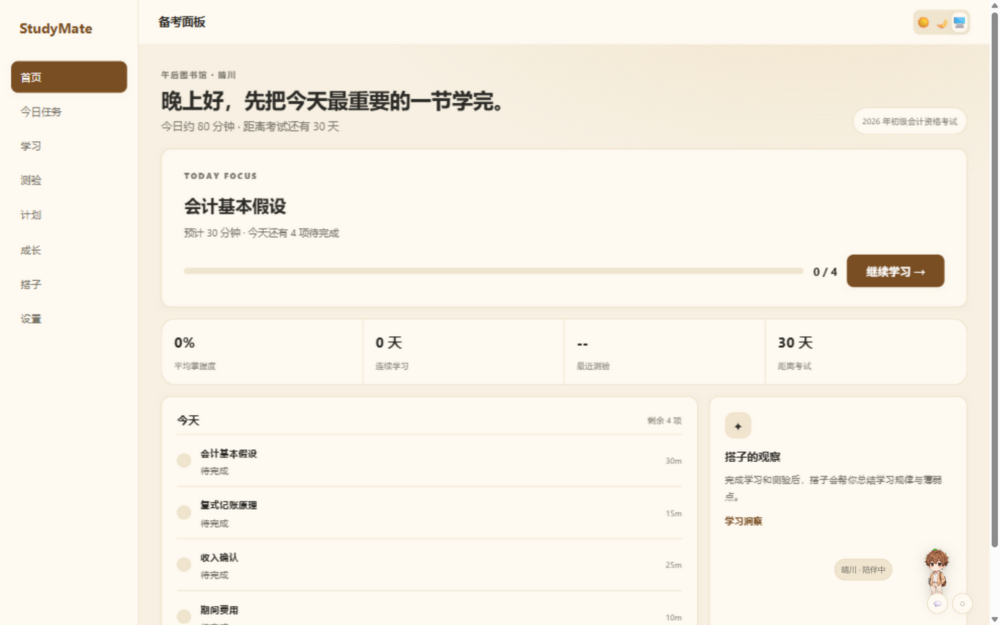 StudyMate
首页
今日任务
学习
测验
计划
成长
搭子
设置
备考面板
午后图书馆 · 晴川
晚上好，先把今天最重要的一节学完。
今日约 80 分钟 · 距离考试还有 30 天
2026 年初级会计资格考试
TODAY FOCUS
会计基本假设
预计 30 分钟 · 今天还有 4 项待完成
0 / 4
继续学习 →
0%
平均掌握度
0 天
连续学习
--
最近测验
30 天
距离考试
今天
剩余 4 项
会计基本假设
待完成
30m
复式记账原理
待完成
15m
收入确认
待完成
25m
期间费用
10m
搭子的观察
完成学习和测验后，搭子会帮你总结学习规律与薄弱
点。
学习洞察
晴川 · 陪伴中